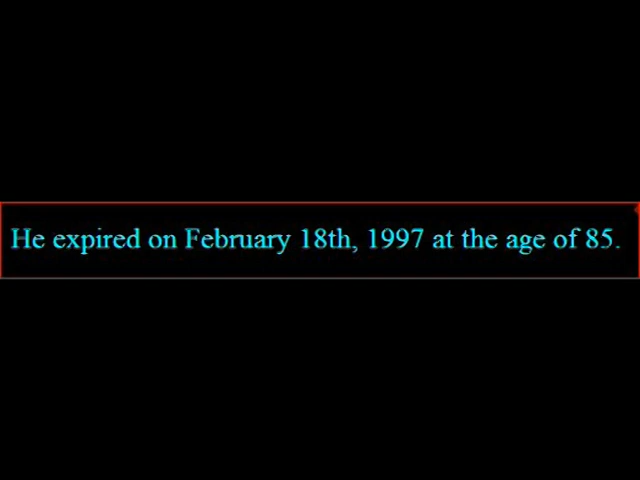 He expired on February 18th, 1997 at the age of 85.